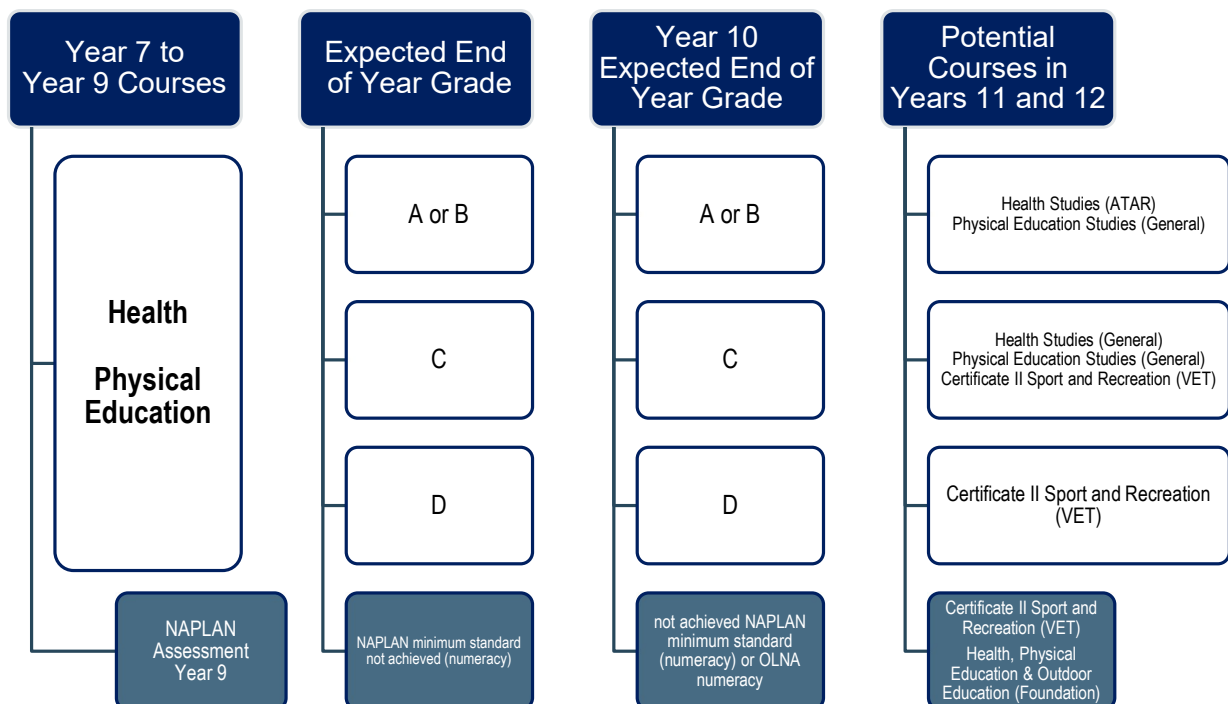 Year 7 to
Year 9 Courses
Expected End
of Year Grade
Year 10
Expected End of
Year Grade
Potential
Courses in
Years 11 and 12
Health
Physical
Education
A or B
A or B
Health Studies (ATAR)
Physical Education Studies (General)
C
C
Health Studies (General)
Physical Education Studies (General)
Certificate II Sport and Recreation (VET)
D
D
Certificate II Sport and Recreation
(VET)
NAPLAN
Assessment
Year 9
NAPLAN minimum standard
not achieved (numeracy)
not achieved NAPLAN
minimum standard
(numeracy) or OLNA
numeracy
Certificate II Sport and
Recreation (VET)
Health, Physical
Education & Outdoor
Education (Foundation)